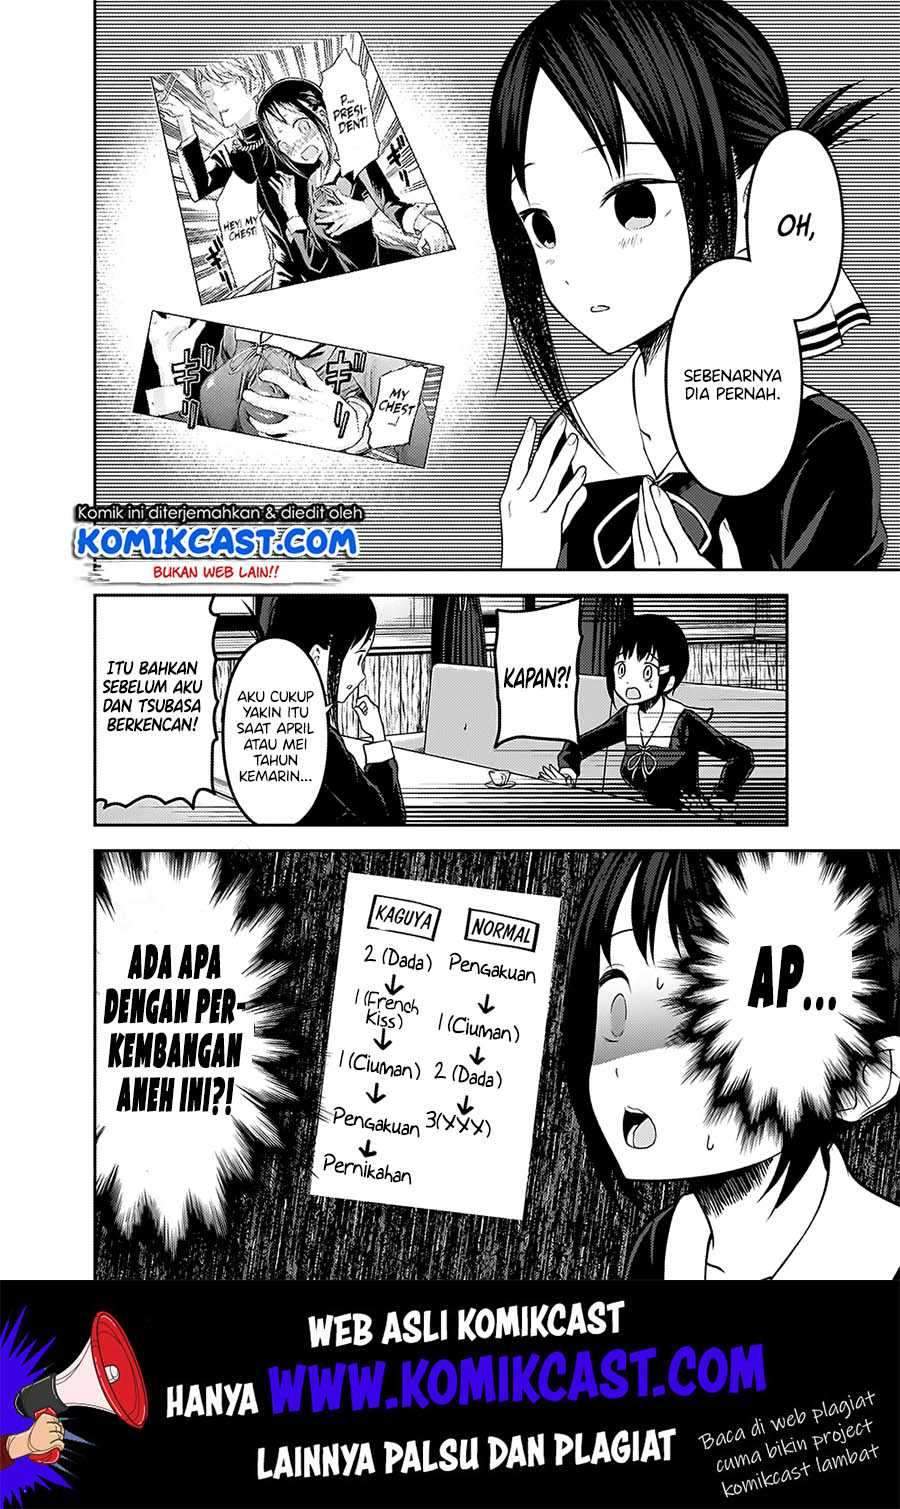 OH,
SEBENARNYA
DIA PERNAH.
P...
PRESI-
DENT!
HEY! MY
CHEST!
MY
CHEST
Komik ini diterjemahkan & diedit oleh
KOMIKCAST.COM
BUKAN WEB LAIN!!
KAPAN?!
AKU CUKUP
YAKIN ITU
SAAT APRIL
ATAU MEI
TAHUN
KEMARIN...
ITU BAHKAN
SEBELUM AKU
DAN TSUBASA
BERKENCAN!
AP...
NORMAL
Pengakuan
1 (Ciuman)
2 (Dada)
3(XXX)
KAGUYA
2 (Dada)
1 (French
Kiss)
1 (Ciuman)
Pengakuan
Pernikahan
ADA APA
DENGAN PER-
KEMBANGAN
ANEH INI?!
WEB ASLI KOMIKCAST
HANYA WWW.KOMIKCAST.COM
LAINNYA PALSU DAN PLAGIAT
Baca di web plagiat
cuma bikin project
komikcast lambat